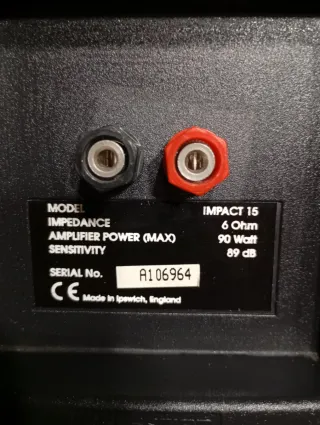 MODEL IMPACT 15
IMPEDANCE 6 Ohm
AMPLIFIER POWER (MAX) 90 Watt
SENSITIVITY 89 dB
SERIAL No. A106964
CE Made in Ipswich, England